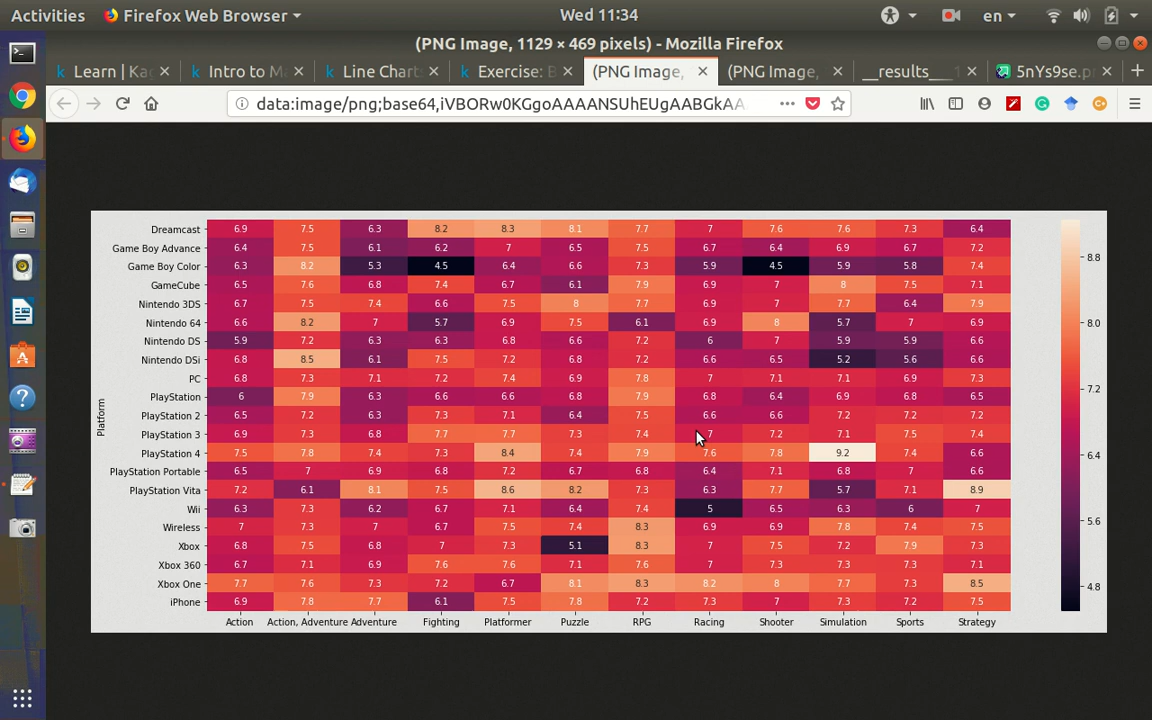 Activities Firefox Web Browser Wed 11:34 en
(PNG Image, 1129 × 469 pixels) - Mozilla Firefox
Learn | Kag Intro to Ma Line Chart Exercise: B (PNG Image, (PNG Image, __results___1 5nYs9se.pn
data:image/png;base64,iVBORw0KGgoAAAANSUhEUgAABGkAA
Dreamcast 6.9 7.5 6.3 8.2 8.3 8.1 7.7 7 7.6 7.6 7.3 6.4
Game Boy Advance 6.4 7.5 6.1 6.2 7 6.5 7.5 6.7 6.4 6.9 6.7 7.2
8.8
Game Boy Color 6.3 8.2 5.3 4.5 6.4 6.6 7.3 5.9 4.5 5.9 5.8 7.4
GameCube 6.5 7.6 6.8 7.4 6.7 6.1 7.9 6.9 7 8 7.5 7.1
Nintendo 3DS 6.7 7.5 7.4 6.6 7.5 8 7.7 6.9 7 7.7 6.4 7.9
Nintendo 64 6.6 8.2 7 5.7 6.9 7.5 6.1 6.9 8 5.7 7 6.9
8.0
Nintendo DS 5.9 7.2 6.3 6.3 6.8 6.6 7.2 6 7 5.9 5.9 6.6
Nintendo DSi 6.8 8.5 6.1 7.5 7.2 6.8 7.2 6.6 6.5 5.2 5.6 6.6
PC 6.8 7.3 7.1 7.2 7.4 6.9 7.8 7 7.1 7.1 6.9 7.3
7.2
PlayStation 6 7.9 6.3 6.6 6.6 6.8 7.9 6.8 6.4 6.9 6.8 6.5
Platform
PlayStation 2 6.5 7.2 6.3 7.3 7.1 6.4 7.5 6.6 6.6 7.2 7.2 7.2
PlayStation 3 6.9 7.3 6.8 7.7 7.7 7.3 7.4 7 7.2 7.1 7.5 7.4
PlayStation 4 7.5 7.8 7.4 7.3 8.4 7.4 7.9 7.6 7.8 9.2 7.4 6.6
6.4
PlayStation Portable 6.5 7 6.9 6.8 7.2 6.7 6.8 6.4 7.1 6.8 7 6.6
PlayStation Vita 7.2 6.1 8.1 7.5 8.6 8.2 7.3 6.3 7.7 5.7 7.1 8.9
Wii 6.3 7.3 6.2 6.7 7.1 6.4 7.4 5 6.5 6.3 6 7
5.6
Wireless 7 7.3 7 6.7 7.5 7.4 8.3 6.9 6.9 7.8 7.4 7.5
Xbox 6.8 7.5 6.8 7 7.3 5.1 8.3 7 7.5 7.2 7.9 7.3
Xbox 360 6.7 7.1 6.9 7.6 7.6 7.1 7.6 7 7.3 7.3 7.3 7.1
Xbox One 7.7 7.6 7.3 7.2 6.7 8.1 8.3 8.2 8 7.7 7.3 8.5
4.8
iPhone 6.9 7.8 7.7 6.1 7.5 7.8 7.2 7.3 7 7.3 7.2 7.5
Action Action, Adventure Adventure Fighting Platformer Puzzle RPG Racing Shooter Simulation Sports Strategy